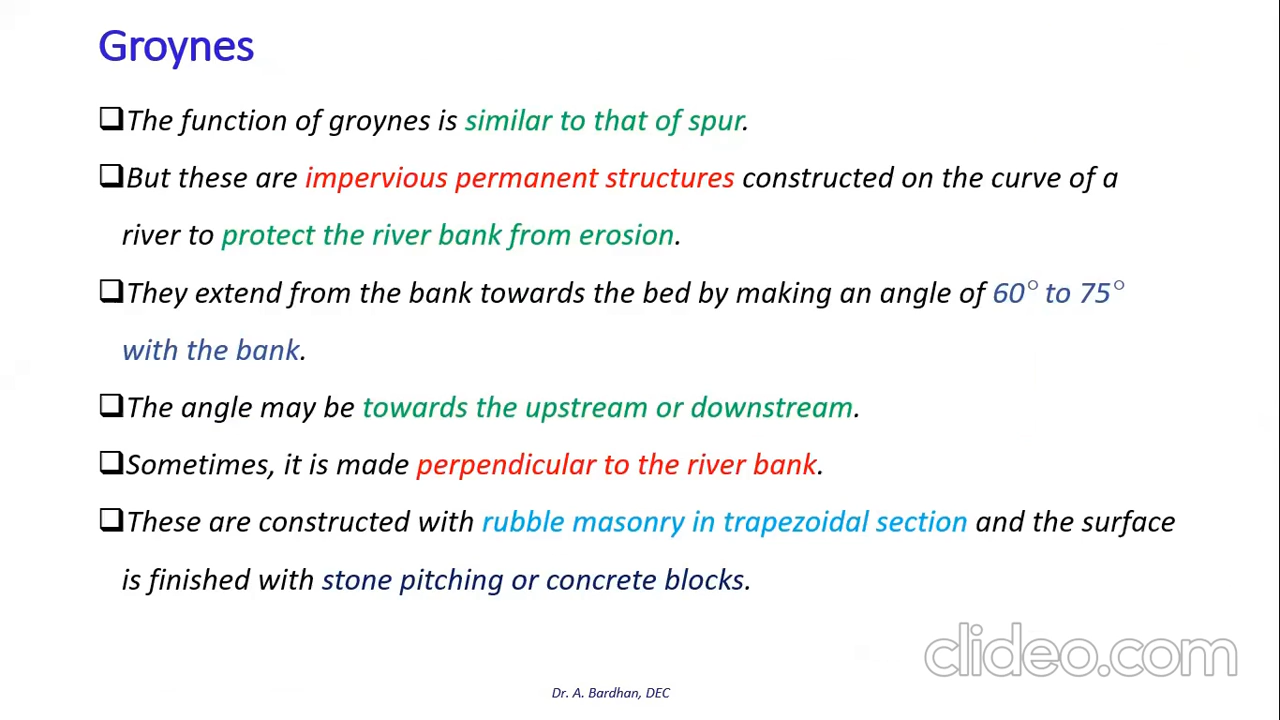 Groynes
❑The function of groynes is similar to that of spur.
❑But these are impervious permanent structures constructed on the curve of a
river to protect the river bank from erosion.
❑They extend from the bank towards the bed by making an angle of 60° to 75°
with the bank.
❑The angle may be towards the upstream or downstream.
❑Sometimes, it is made perpendicular to the river bank.
❑These are constructed with rubble masonry in trapezoidal section and the surface
is finished with stone pitching or concrete blocks.
clideo.com
Dr. A. Bardhan, DEC